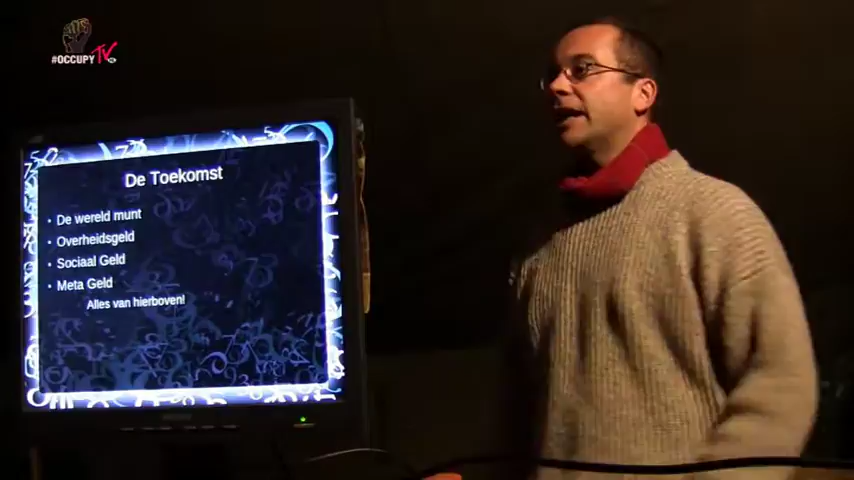 #OCCUPY TV
De Toekomst
• De wereld munt
• Overheidsgeld
• Sociaal Geld
• Meta Geld
Alles van hierboven!